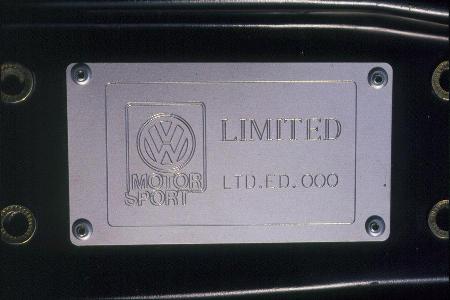 VW
MOTOR
SPORT
LIMITED
LTD.ED.000